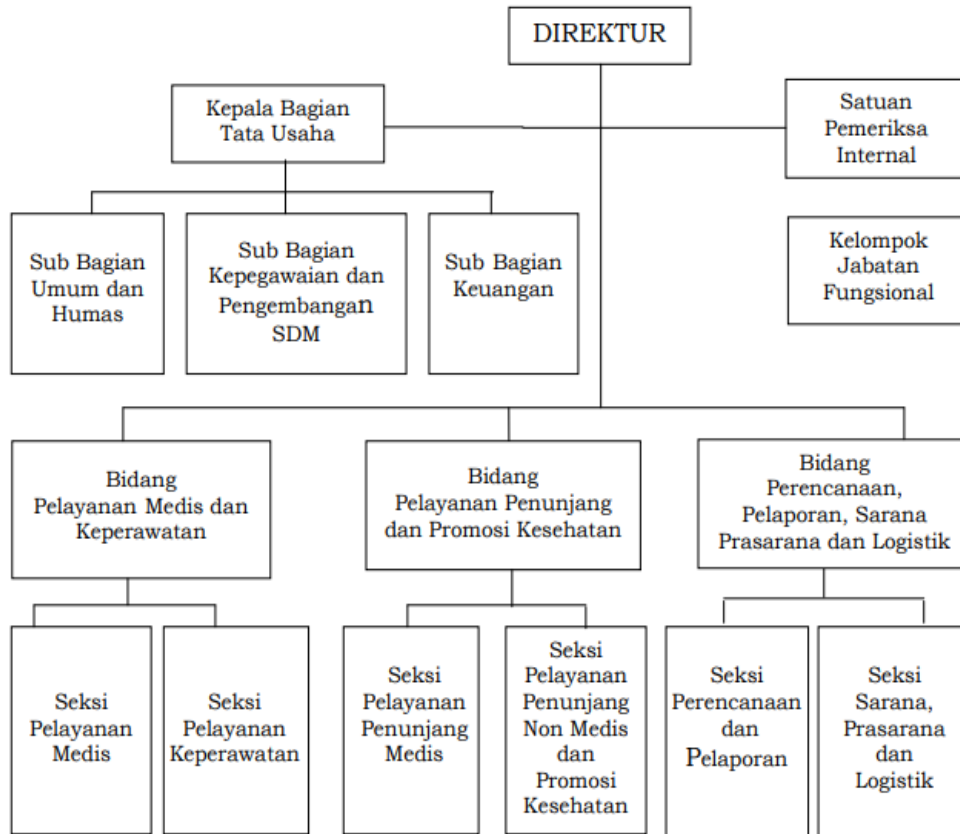 DIREKTUR
Kepala Bagian
Tata Usaha
Satuan
Pemeriksa
Internal
Sub Bagian
Umum dan
Humas
Sub Bagian
Kepegawaian dan
Pengembangan
SDM
Sub Bagian
Keuangan
Kelompok
Jabatan
Fungsional
Bidang
Pelayanan Medis dan
Keperawatan
Bidang
Pelayanan Penunjang
dan Promosi Kesehatan
Bidang
Perencanaan,
Pelaporan, Sarana
Prasarana dan Logistik
Seksi
Pelayanan
Medis
Seksi
Pelayanan
Keperawatan
Seksi
Pelayanan
Penunjang
Medis
Seksi
Pelayanan
Penunjang
Non Medis
dan
Promosi
Kesehatan
Seksi
Perencanaan
dan
Pelaporan
Seksi
Sarana,
Prasarana
dan
Logistik